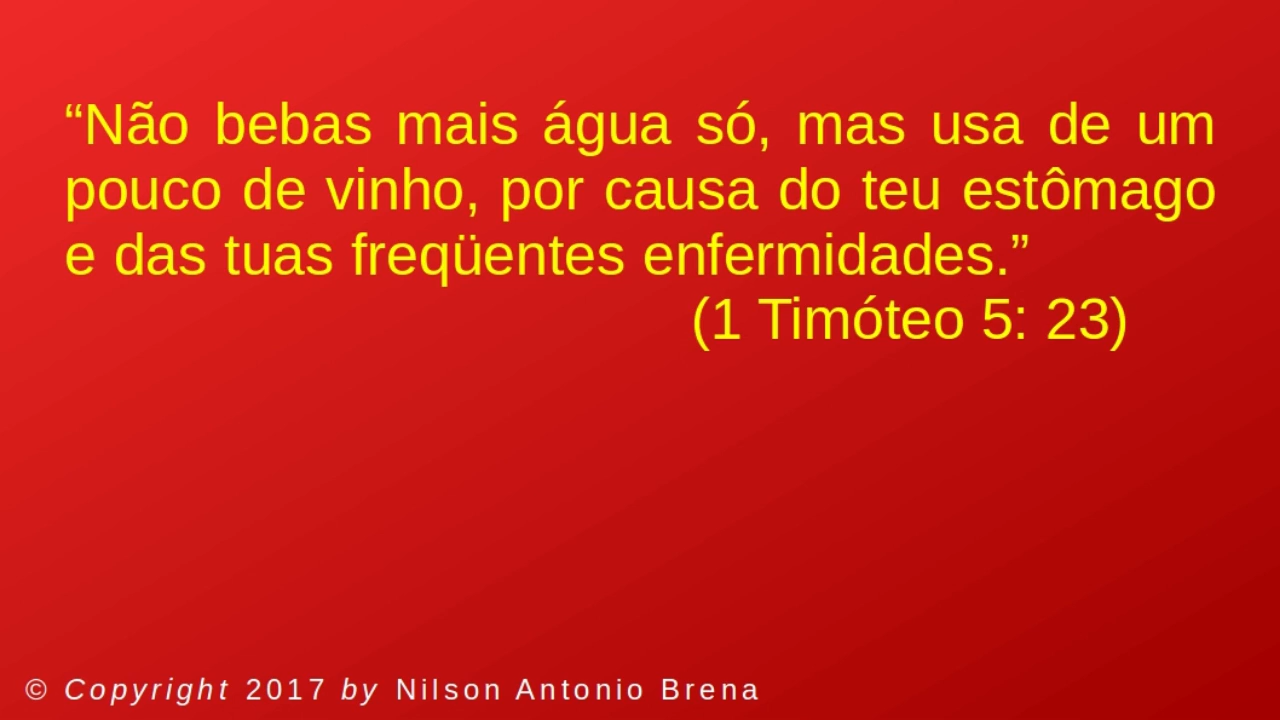 “Não bebas mais água só, mas usa de um
pouco de vinho, por causa do teu estômago
e das tuas freqüentes enfermidades.”
(1 Timóteo 5: 23)
© Copyright 2017 by Nilson Antonio Brena